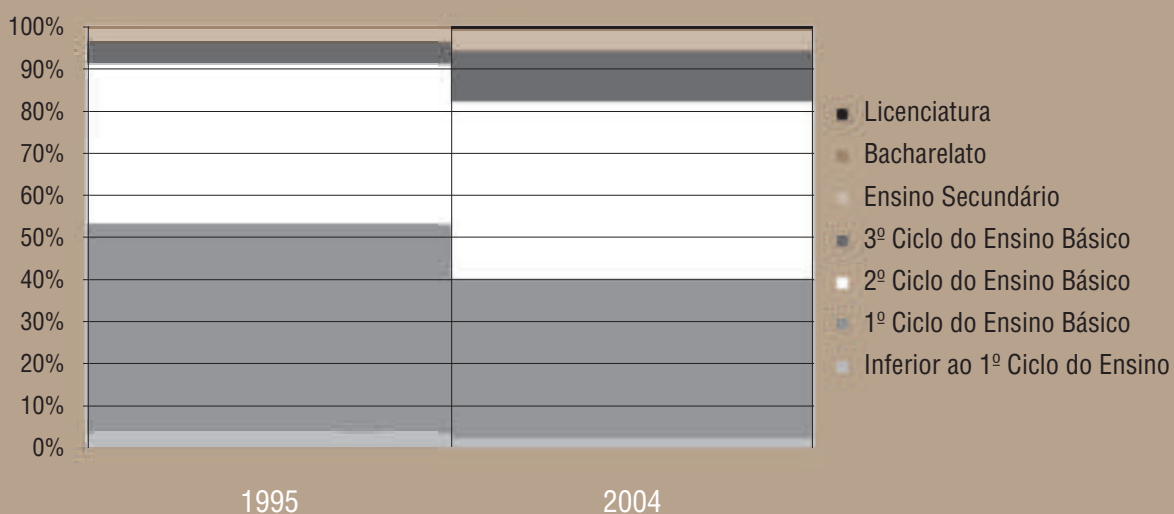 100%
90%
80%
70%
60%
50%
40%
30%
20%
10%
0%
1995
2004
Licenciatura
Bacharelato
Ensino Secundário
3º Ciclo do Ensino Básico
2º Ciclo do Ensino Básico
1º Ciclo do Ensino Básico
Inferior ao 1º Ciclo do Ensino